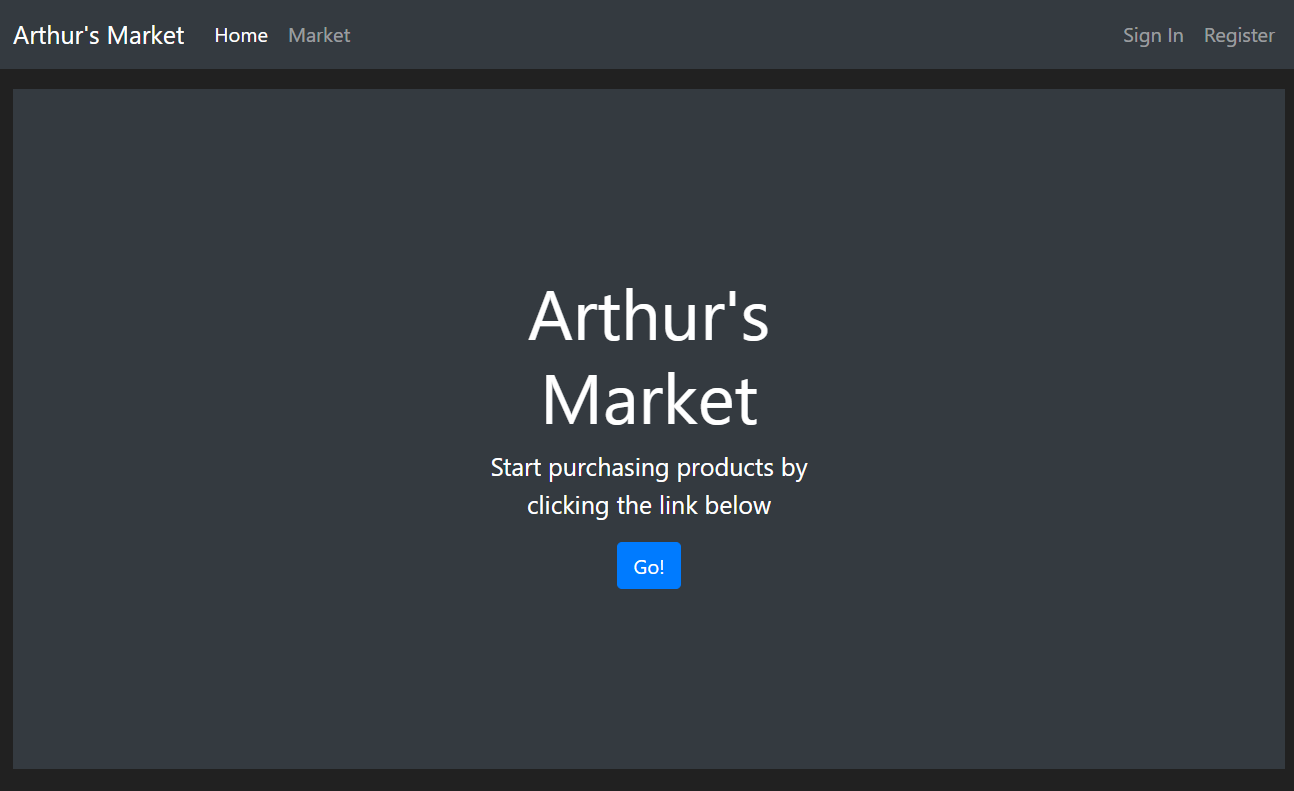 Arthur's Market Home Market Sign In Register
Arthur's
Market
Start purchasing products by
clicking the link below
Go!